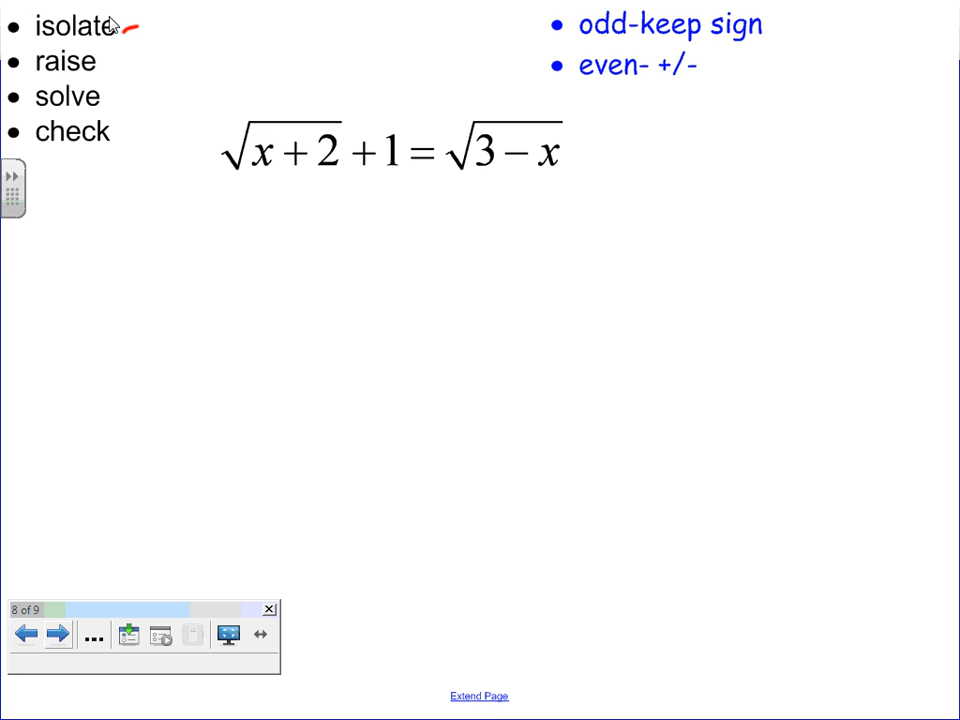 • isolate
• raise
• solve
• check
• odd-keep sign
• even- +/-
√x + 2 + 1 = √3 − x
8 of 9
...
Extend Page